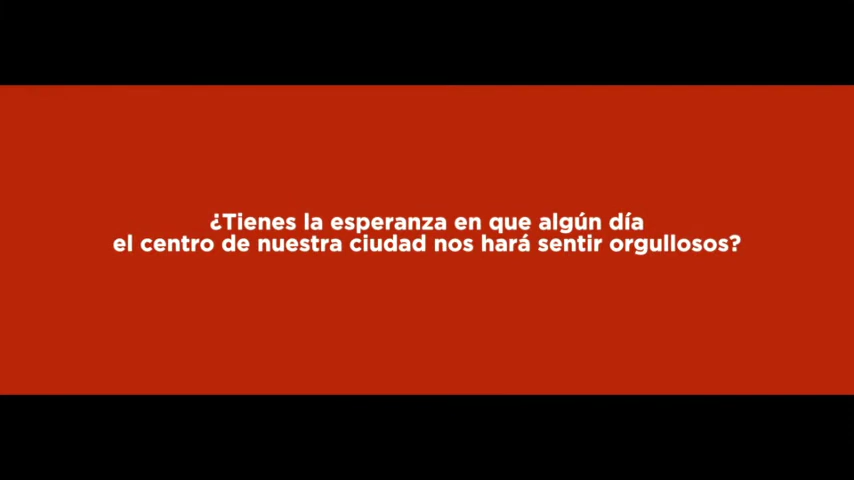 ¿Tienes la esperanza en que algún día
el centro de nuestra ciudad nos hará sentir orgullosos?